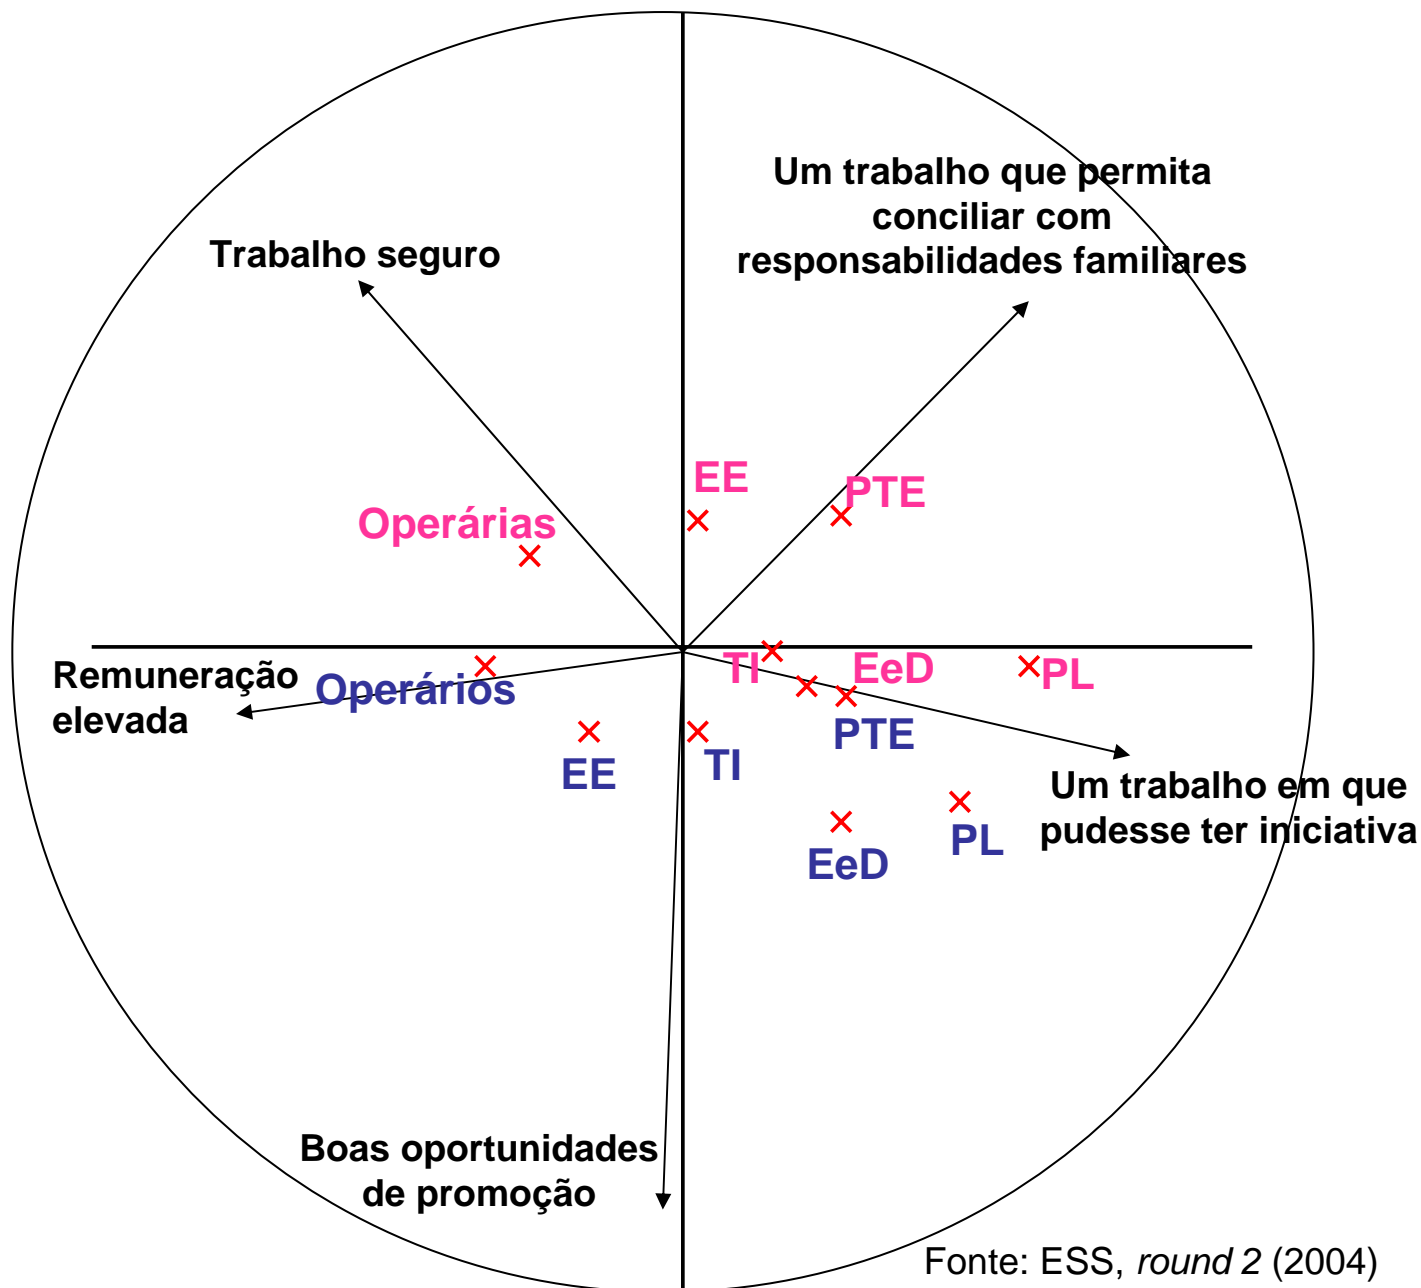 Um trabalho que permita
conciliar com
responsabilidades familiares
Trabalho seguro
EE
PTE
Operárias
TI
EeD
PL
Remuneração
elevada
Operários
PTE
EE
TI
Um trabalho em que
pudesse ter iniciativa
PL
EeD
Boas oportunidades
de promoção
Fonte: ESS, round 2 (2004)